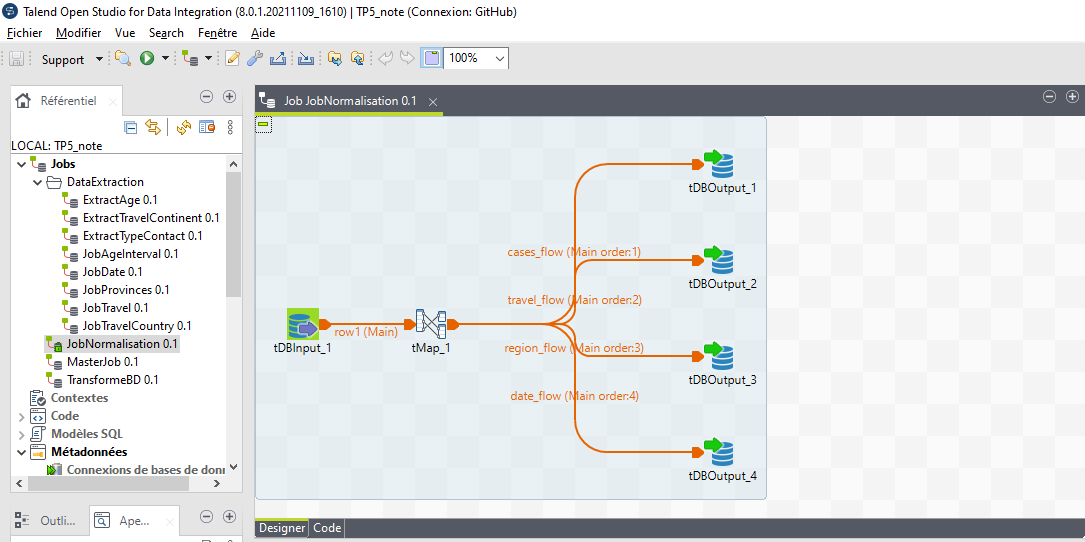 Talend Open Studio for Data Integration (8.0.1.20211109_1610) | TP5_note (Connexion: GitHub)
Fichier Modifier Vue Search Fenêtre Aide
Support 100%
Référentiel
LOCAL: TP5_note
Jobs
DataExtraction
ExtractAge 0.1
ExtractTravelContinent 0.1
ExtractTypeContact 0.1
JobAgeInterval 0.1
JobDate 0.1
JobProvinces 0.1
JobTravel 0.1
JobTravelCountry 0.1
JobNormalisation 0.1
MasterJob 0.1
TransformeBD 0.1
Contextes
Code
Modèles SQL
Métadonnées
Connexions de bases de donn
Outli...
Ape...
Job JobNormalisation 0.1
tDBOutput_1
cases_flow (Main order:1)
tDBOutput_2
travel_flow (Main order:2)
row1 (Main)
tDBInput_1
tMap_1
region_flow (Main order:3)
tDBOutput_3
date_flow (Main order:4)
tDBOutput_4
Designer Code